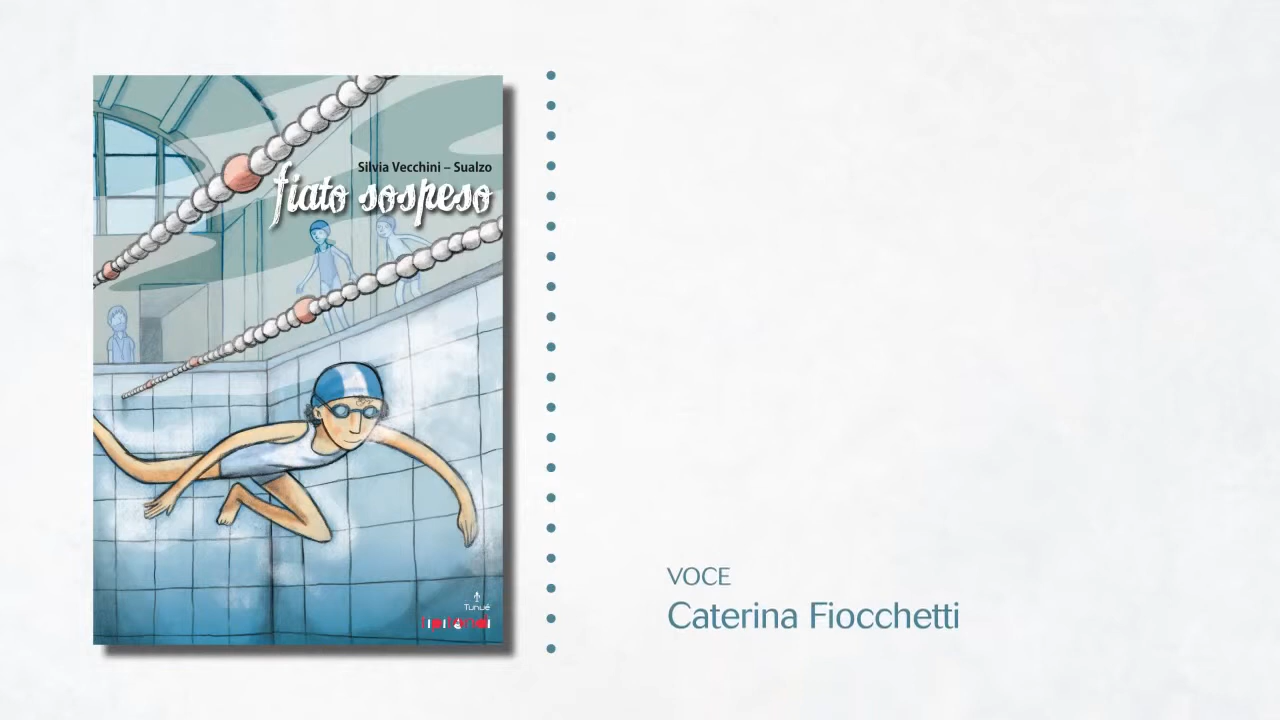 Silvia Vecchini – Sualzo
fiato sospeso
Tunué
VOCE
Caterina Fiocchetti